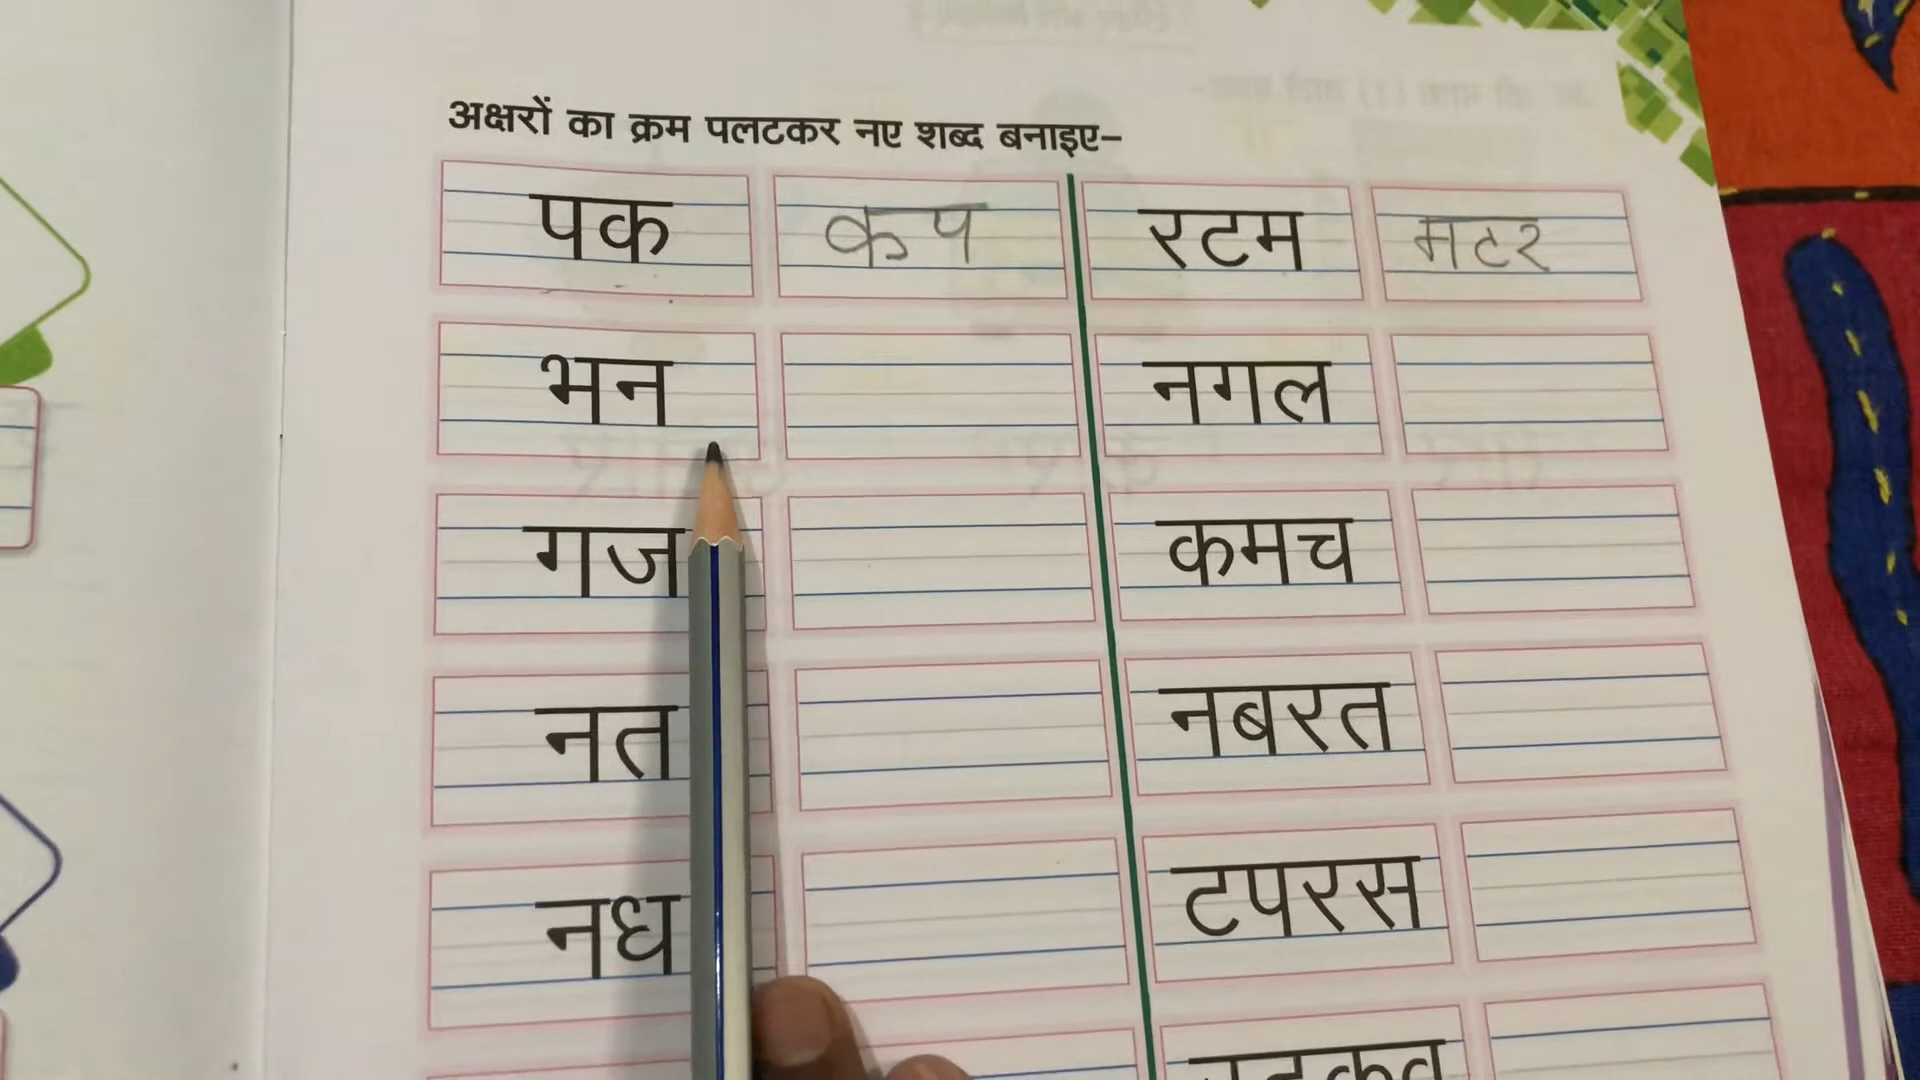 अक्षरों का क्रम पलटकर नए शब्द बनाइए-
पक कप रटम मटर
भन नगल
गज कमच
नत नबरत
नध टपरस